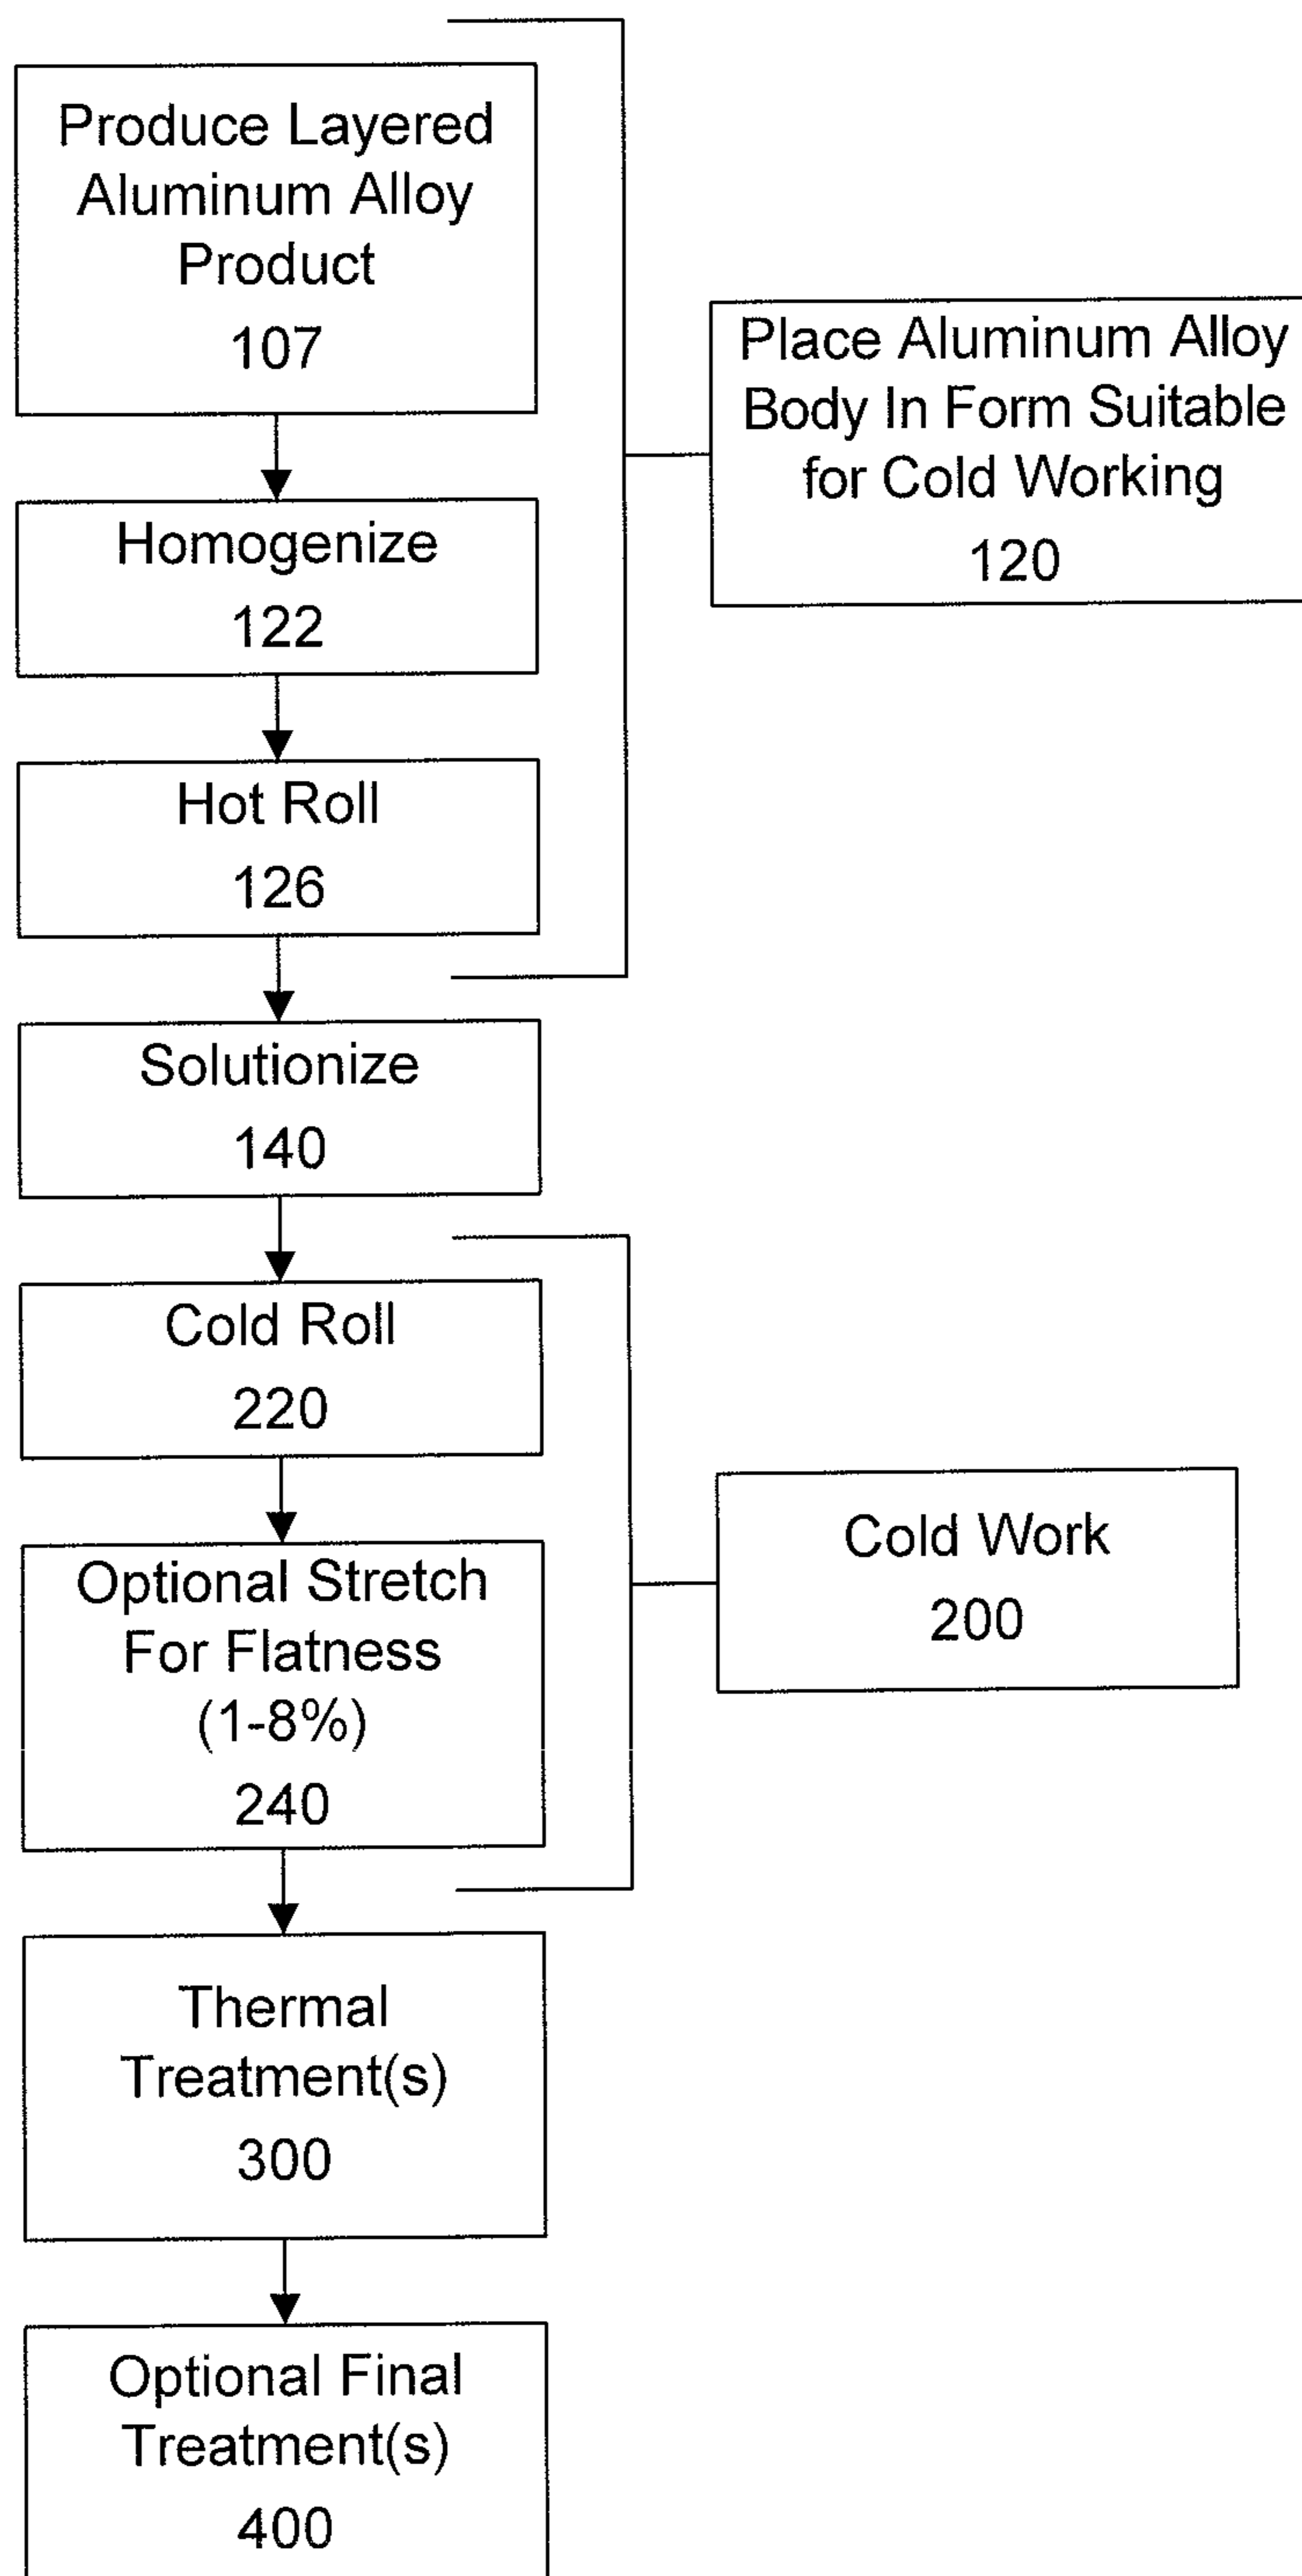 Produce Layered
Aluminum Alloy
Product
107
Place Aluminum Alloy
Body In Form Suitable
for Cold Working
120
Homogenize
122
Hot Roll
126
Solutionize
140
Cold Roll
220
Optional Stretch
For Flatness
(1-8%)
240
Cold Work
200
Thermal
Treatment(s)
300
Optional Final
Treatment(s)
400